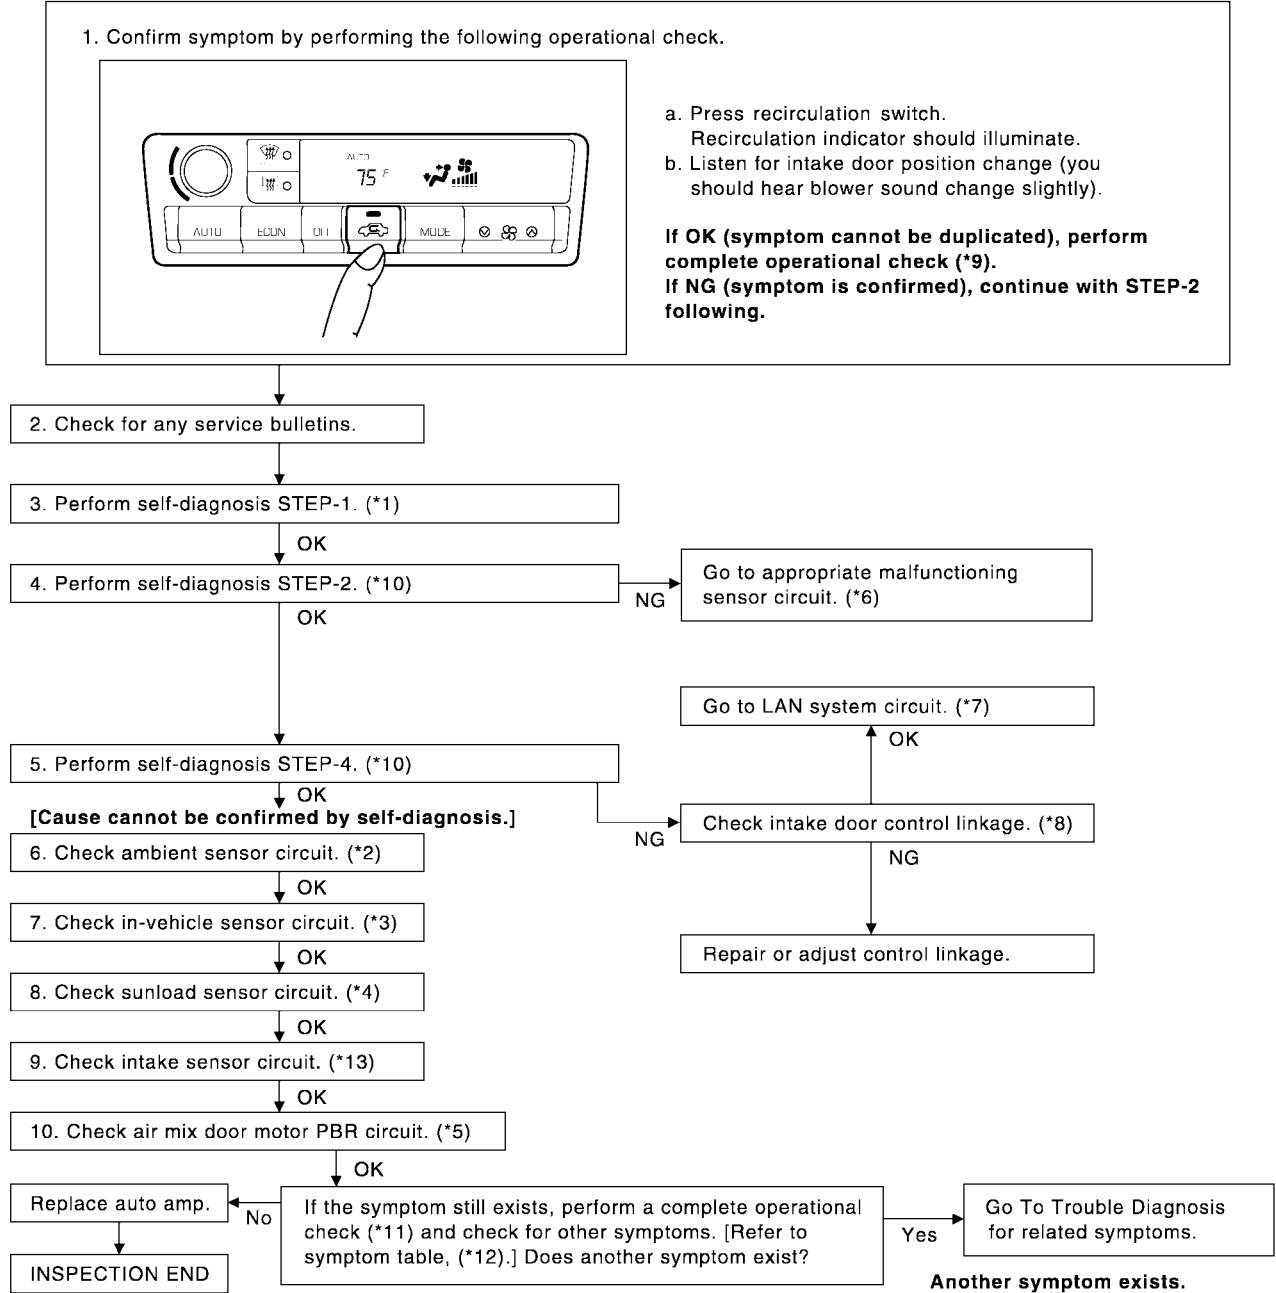 1. Confirm symptom by performing the following operational check.
AUTO
75 F
AUTO
ECON
OFF
MODE
a. Press recirculation switch.
Recirculation indicator should illuminate.
b. Listen for intake door position change (you
should hear blower sound change slightly).
If OK (symptom cannot be duplicated), perform
complete operational check (*9).
If NG (symptom is confirmed), continue with STEP-2
following.
2. Check for any service bulletins.
3. Perform self-diagnosis STEP-1. (*1)
OK
4. Perform self-diagnosis STEP-2. (*10)
NG
Go to appropriate malfunctioning
sensor circuit. (*6)
OK
Go to LAN system circuit. (*7)
OK
5. Perform self-diagnosis STEP-4. (*10)
OK
[Cause cannot be confirmed by self-diagnosis.]
NG
Check intake door control linkage. (*8)
NG
Repair or adjust control linkage.
6. Check ambient sensor circuit. (*2)
OK
7. Check in-vehicle sensor circuit. (*3)
OK
8. Check sunload sensor circuit. (*4)
OK
9. Check intake sensor circuit. (*13)
OK
10. Check air mix door motor PBR circuit. (*5)
OK
Replace auto amp.
No
If the symptom still exists, perform a complete operational
check (*11) and check for other symptoms. [Refer to
symptom table, (*12).] Does another symptom exist?
Yes
Go To Trouble Diagnosis
for related symptoms.
INSPECTION END
Another symptom exists.